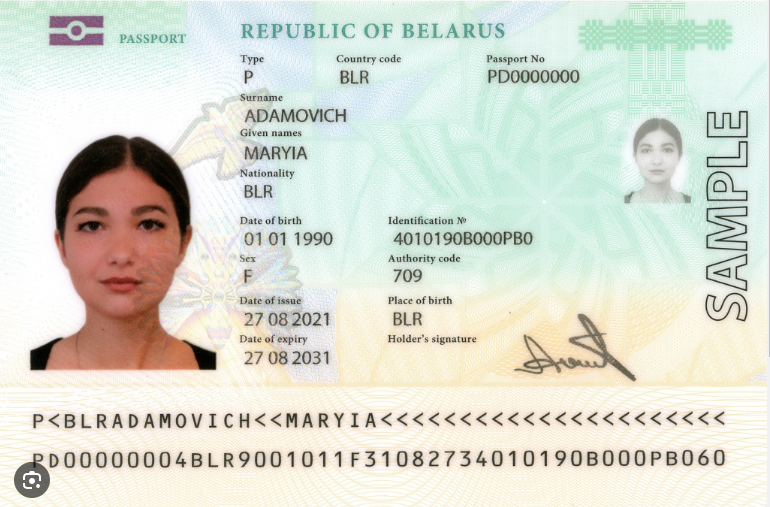 PASSPORT
REPUBLIC OF BELARUS
Type Country code Passport No
P BLR PD0000000
Surname
ADAMOVICH
Given names
MARYIA
Nationality
BLR
Date of birth Identification №
01 01 1990 4010190B000PB0
Sex Authority code
F 709
Date of issue Place of birth
27 08 2021 BLR
Date of expiry Holder's signature
27 08 2031
SAMPLE
P<BLRADAMOVICH<<MARYIA<<<<<<<<<<<<<<<<<<<<<<
PD00000004BLR9001011F31082734010190B000PB060